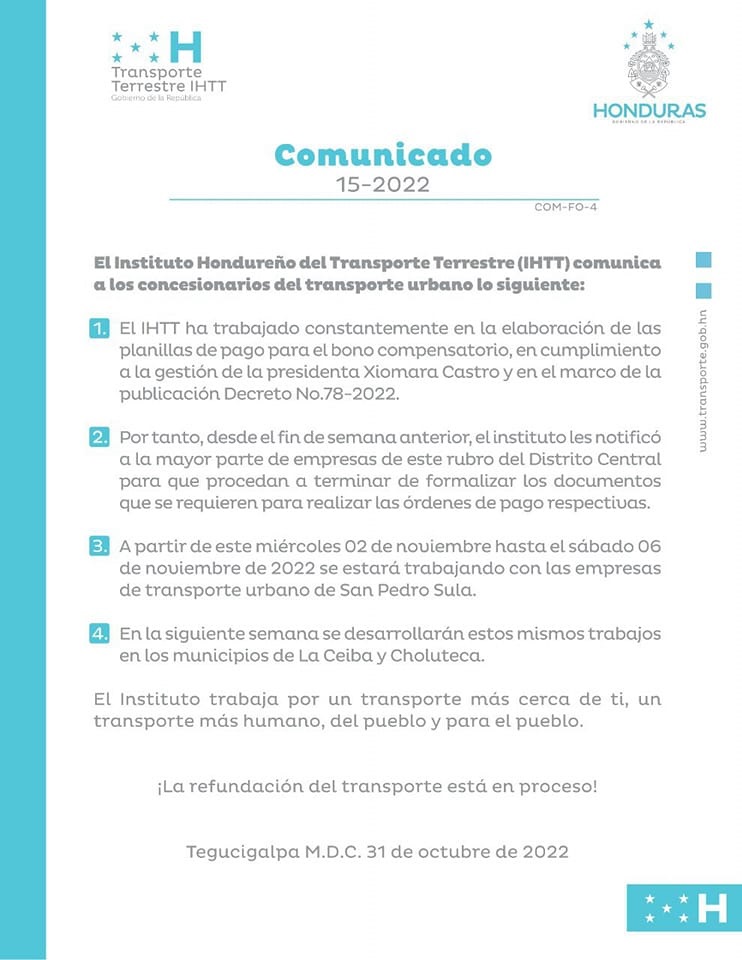 H
Transporte
Terrestre IHTT
Gobierno de la República
HONDURAS
GOBIERNO DE LA REPÚBLICA
Comunicado
15-2022
COM-FO-4
El Instituto Hondureño del Transporte Terrestre (IHTT) comunica
a los concesionarios del transporte urbano lo siguiente:
1. El IHTT ha trabajado constantemente en la elaboración de las
planillas de pago para el bono compensatorio, en cumplimiento
a la gestión de la presidenta Xiomara Castro y en el marco de la
publicación Decreto No.78-2022.
2. Por tanto, desde el fin de semana anterior, el instituto les notificó
a la mayor parte de empresas de este rubro del Distrito Central
para que procedan a terminar de formalizar los documentos
que se requieren para realizar las órdenes de pago respectivas.
3. A partir de este miércoles 02 de noviembre hasta el sábado 06
de noviembre de 2022 se estará trabajando con las empresas
de transporte urbano de San Pedro Sula.
4. En la siguiente semana se desarrollarán estos mismos trabajos
en los municipios de La Ceiba y Choluteca.
El Instituto trabaja por un transporte más cerca de ti, un
transporte más humano, del pueblo y para el pueblo.
¡La refundación del transporte está en proceso!
Tegucigalpa M.D.C. 31 de octubre de 2022
www.transporte.gob.hn
H